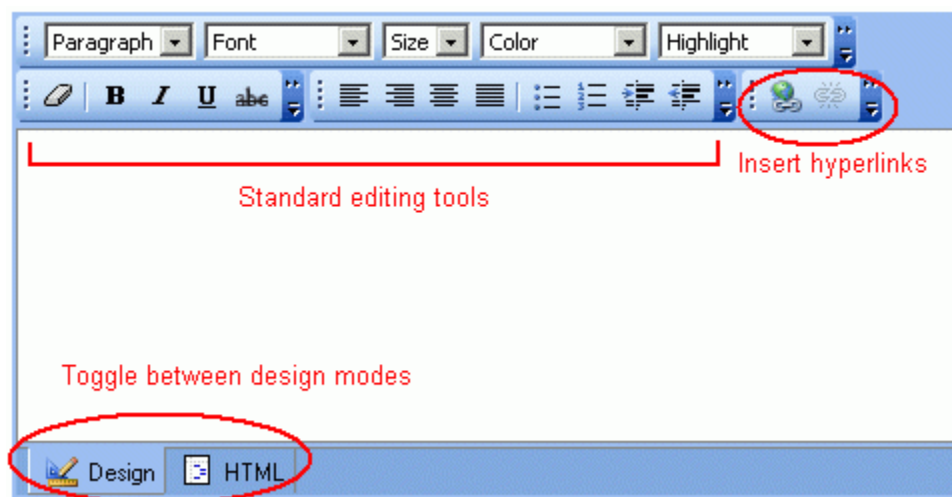 Paragraph Font Size Color Highlight
B I U abc
Insert hyperlinks
Standard editing tools
Toggle between design modes
Design HTML